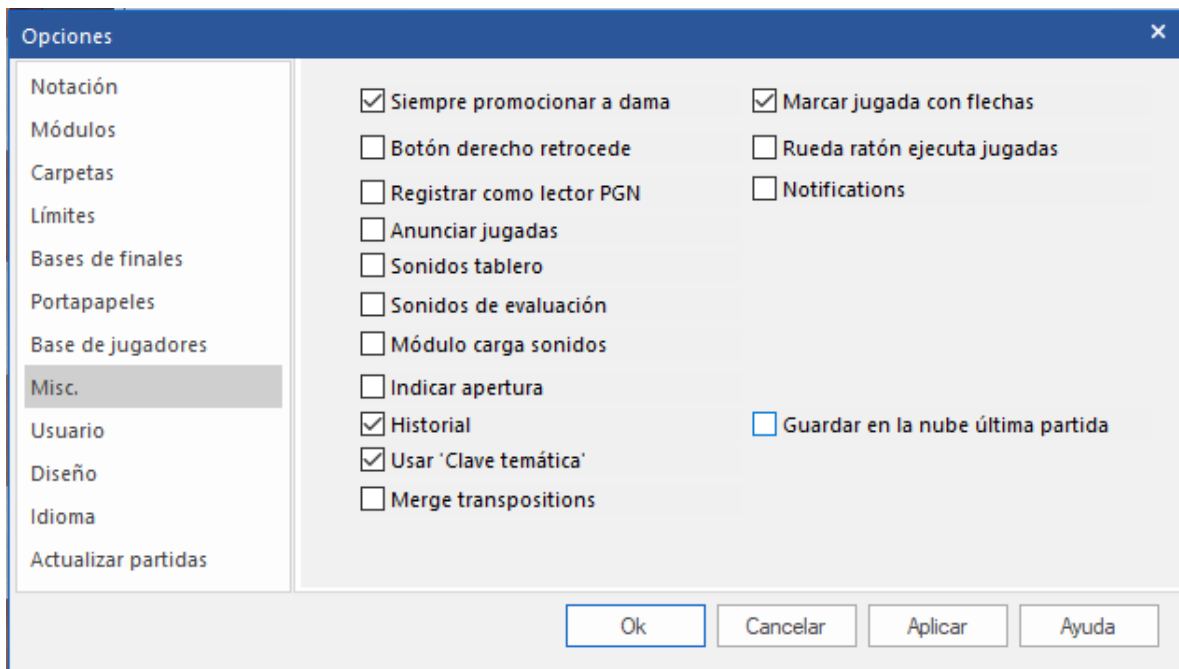 Opciones
Notación
Módulos
Carpetas
Límites
Bases de finales
Portapapeles
Base de jugadores
Misc.
Usuario
Diseño
Idioma
Actualizar partidas
Siempre promocionar a dama
Botón derecho retrocede
Registrar como lector PGN
Anunciar jugadas
Sonidos tablero
Sonidos de evaluación
Módulo carga sonidos
Indicar apertura
Historial
Usar 'Clave temática'
Merge transpositions
Marcar jugada con flechas
Rueda ratón ejecuta jugadas
Notifications
Guardar en la nube última partida
Ok
Cancelar
Aplicar
Ayuda